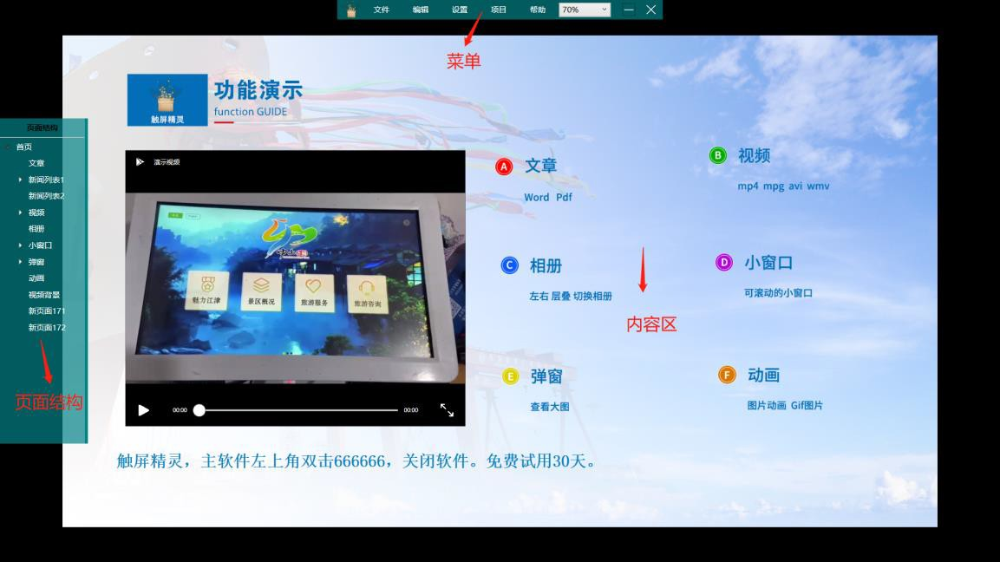 文件 编辑 设置 项目 帮助 70%
菜单
触屏精灵
功能演示
function GUIDE
页面结构
首页
文章
新闻列表1
新闻列表2
视频
相册
小窗口
弹窗
动画
视频背景
新页面171
新页面172
页面结构
演示视频
魅力江津 景区概况 旅游服务 旅游咨询
00:00 00:00
A 文章
Word Pdf
B 视频
mp4 mpg avi wmv
C 相册
左右 层叠 切换相册
D 小窗口
可滚动的小窗口
内容区
E 弹窗
查看大图
F 动画
图片动画 Gif图片
触屏精灵，主软件左上角双击666666，关闭软件。免费试用30天。